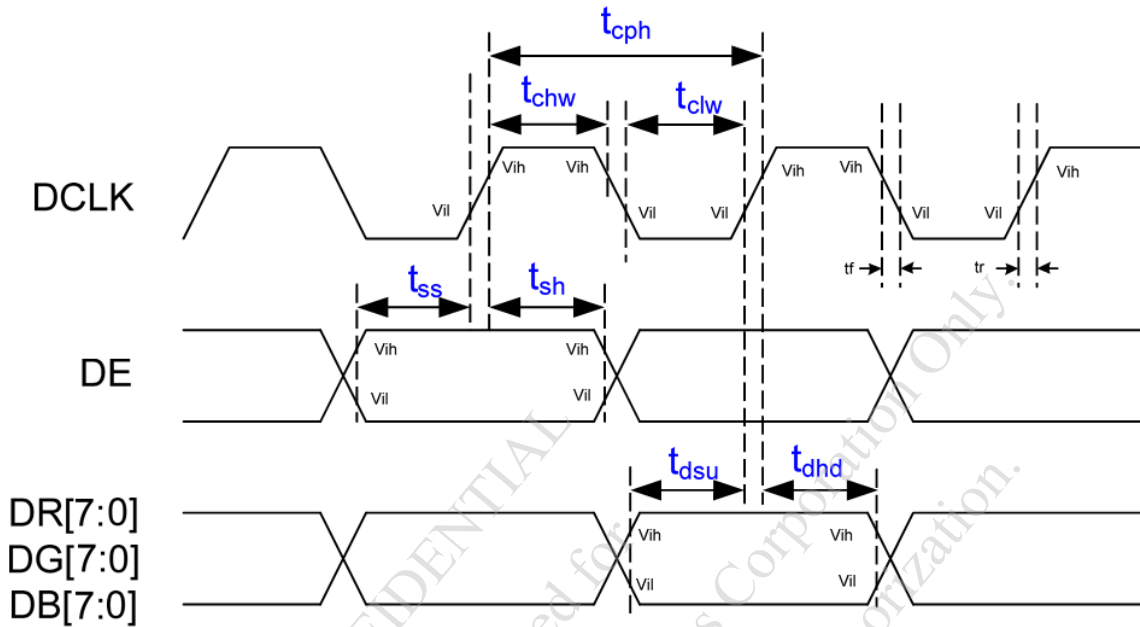 tcph
tchw
tclw
DCLK
Vih Vih Vih Vih Vih
Vil Vil Vil Vil Vil
tf tr
tss
tsh
DE
Vih Vih
Vil Vil
tdsu
tdhd
DR[7:0]
DG[7:0]
DB[7:0]
Vih Vih
Vil Vil
Corporation Only.